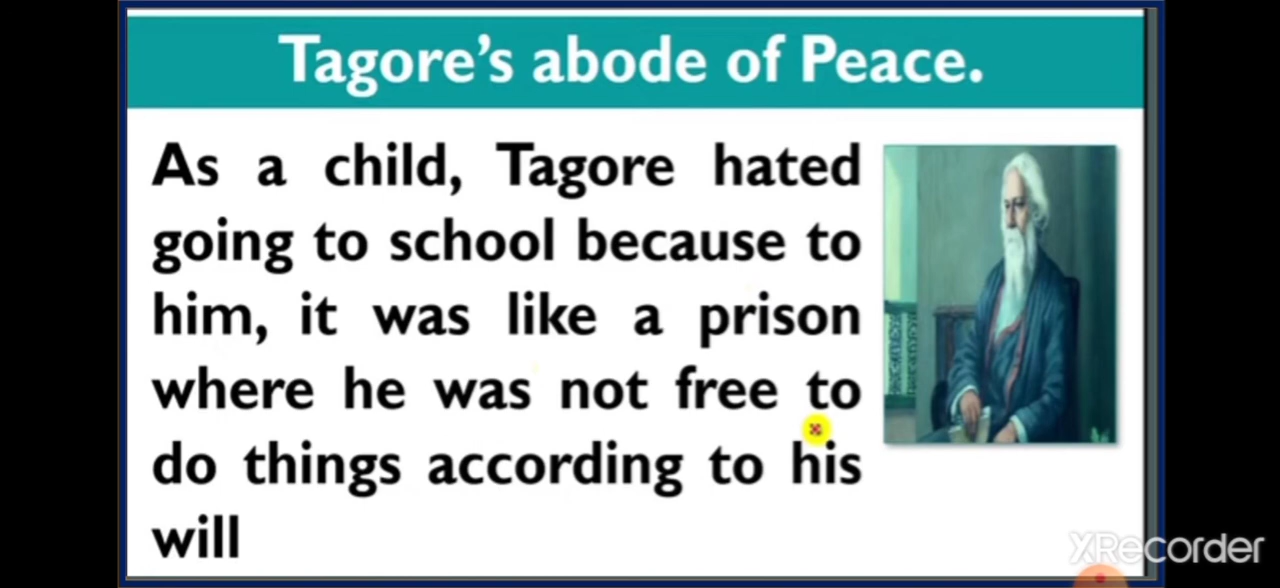 Tagore's abode of Peace.
As a child, Tagore hated
going to school because to
him, it was like a prison
where he was not free to
do things according to his
will
XRecorder